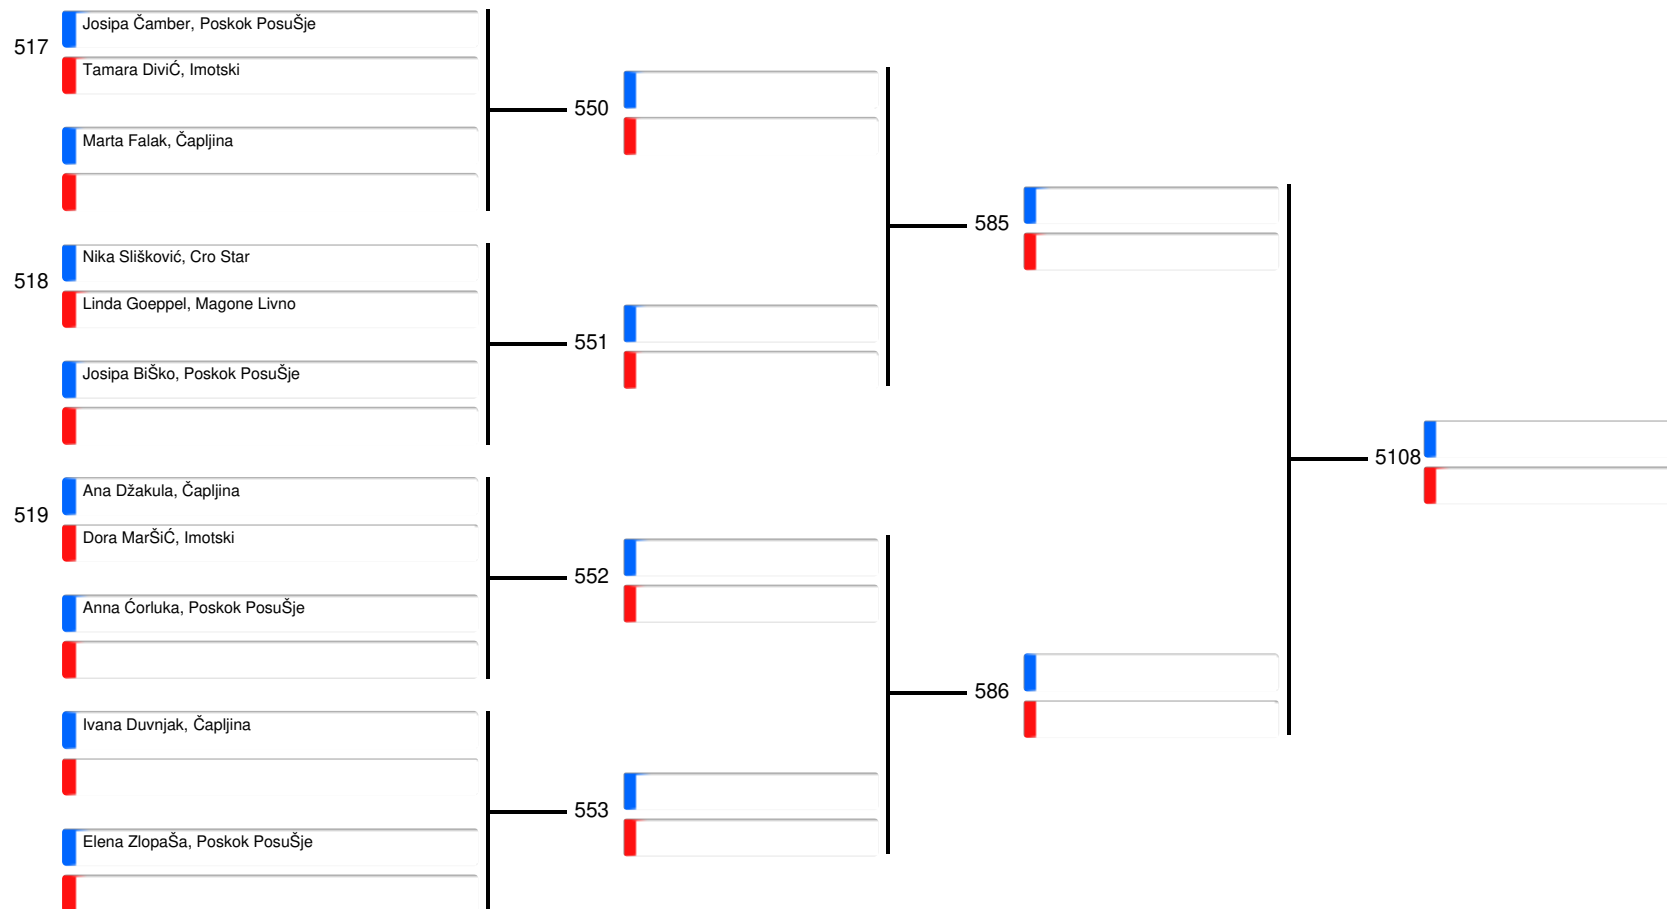 517
Josipa Čamber, Poskok PosuŠje
Tamara DiviĆ, Imotski
Marta Falak, Čapljina
518
Nika Slišković, Cro Star
Linda Goeppel, Magone Livno
Josipa BiŠko, Poskok PosuŠje
519
Ana Džakula, Čapljina
Dora MarŠiĆ, Imotski
Anna Ćorluka, Poskok PosuŠje
Ivana Duvnjak, Čapljina
Elena ZlopaŠa, Poskok PosuŠje
550
551
552
553
585
586
5108